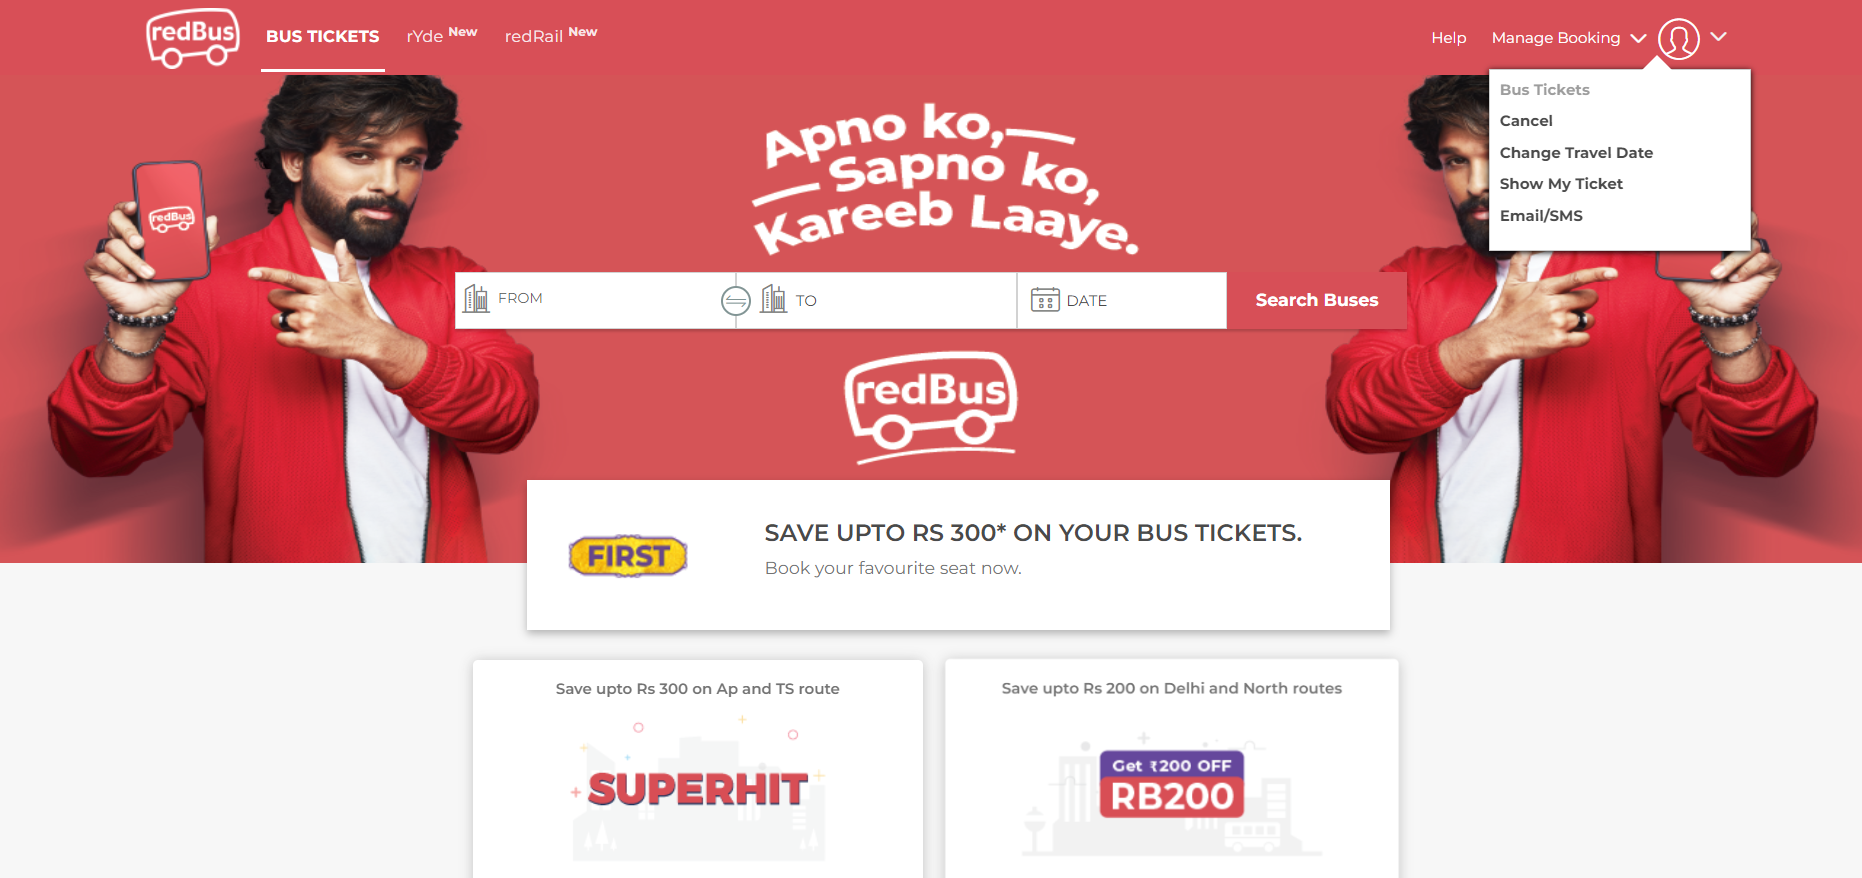 redBus
BUS TICKETS
rYde New
redRail New
Help
Manage Booking
Bus Tickets
Cancel
Change Travel Date
Show My Ticket
Email/SMS
redBus
Apno ko,
Sapno ko,
Kareeb Laaye.
FROM
TO
DATE
Search Buses
redBus
FIRST
SAVE UPTO RS 300* ON YOUR BUS TICKETS.
Book your favourite seat now.
Save upto Rs 300 on Ap and TS route
SUPERHIT
Save upto Rs 200 on Delhi and North routes
Get ₹200 OFF
RB200